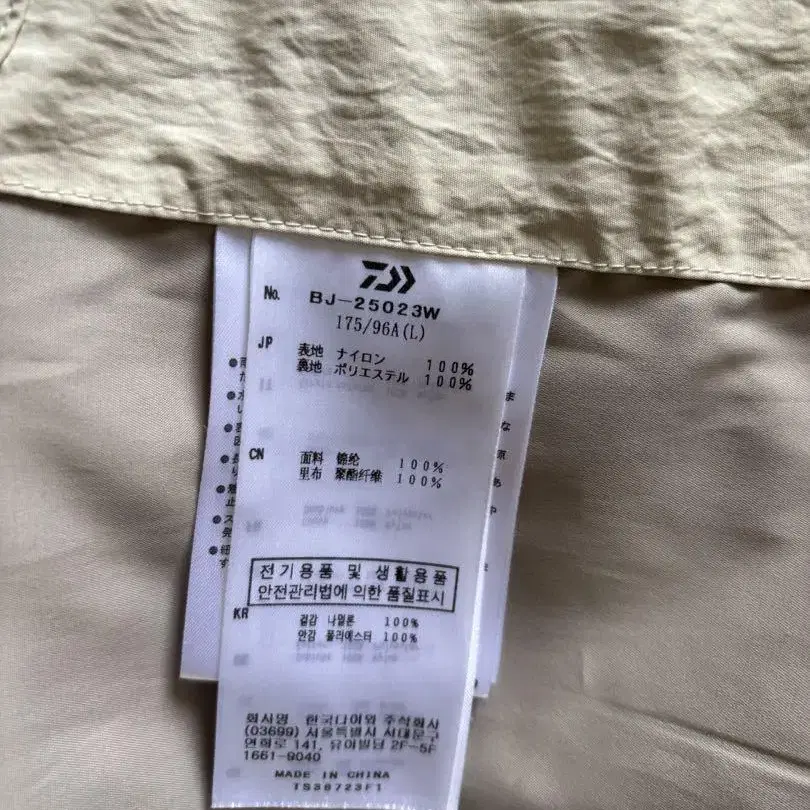 No. BJ-25023W
175/96A(L)
JP
表地 ナイロン 100%
裏地 ポリエステル 100%
CN
面料 锦纶 100%
里布 聚酯纤维 100%
전기용품 및 생활용품
안전관리법에 의한 품질표시
KR
겉감 나일론 100%
안감 폴리에스터 100%
회사명 한국다이와 주식회사
(03699) 서울특별시 서대문구
연희로 141, 유아빌딩 2F-5F
1661-9040
MADE IN CHINA
TS38723F1